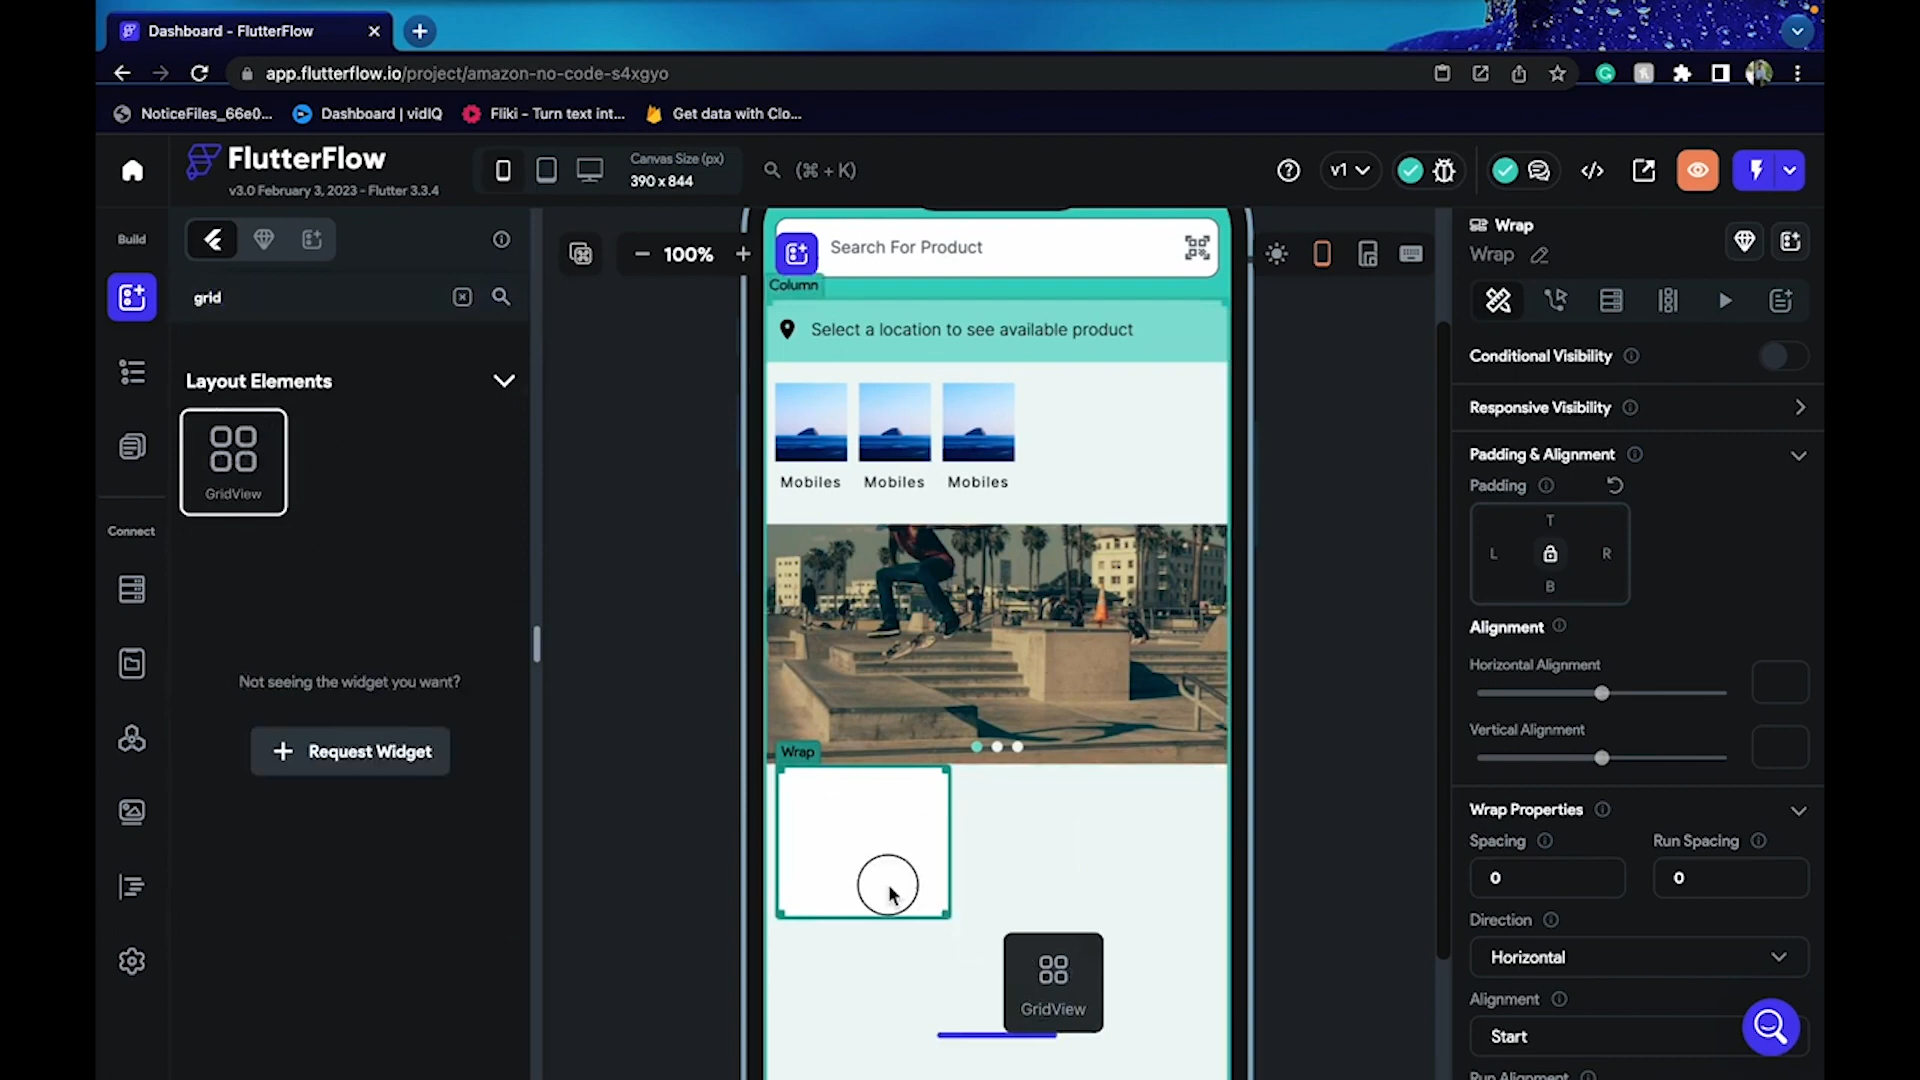 Dashboard - FlutterFlow
app.flutterflow.io/project/amazon-no-code-s4xgyo
NoticeFiles_66e0...
Dashboard | vidIQ
Fliki - Turn text int...
Get data with Clo...
FlutterFlow
v3.0 February 3, 2023 - Flutter 3.3.4
Canvas Size (px)
390 x 844
(⌘ + K)
v1
Build
grid
Layout Elements
GridView
Connect
Not seeing the widget you want?
+ Request Widget
100%
Search For Product
Column
Select a location to see available product
Mobiles
Mobiles
Mobiles
Wrap
GridView
Wrap
Wrap
Conditional Visibility
Responsive Visibility
Padding & Alignment
Padding
T
L
R
B
Alignment
Horizontal Alignment
Vertical Alignment
Wrap Properties
Spacing
Run Spacing
0
0
Direction
Horizontal
Alignment
Start
Run Alignment